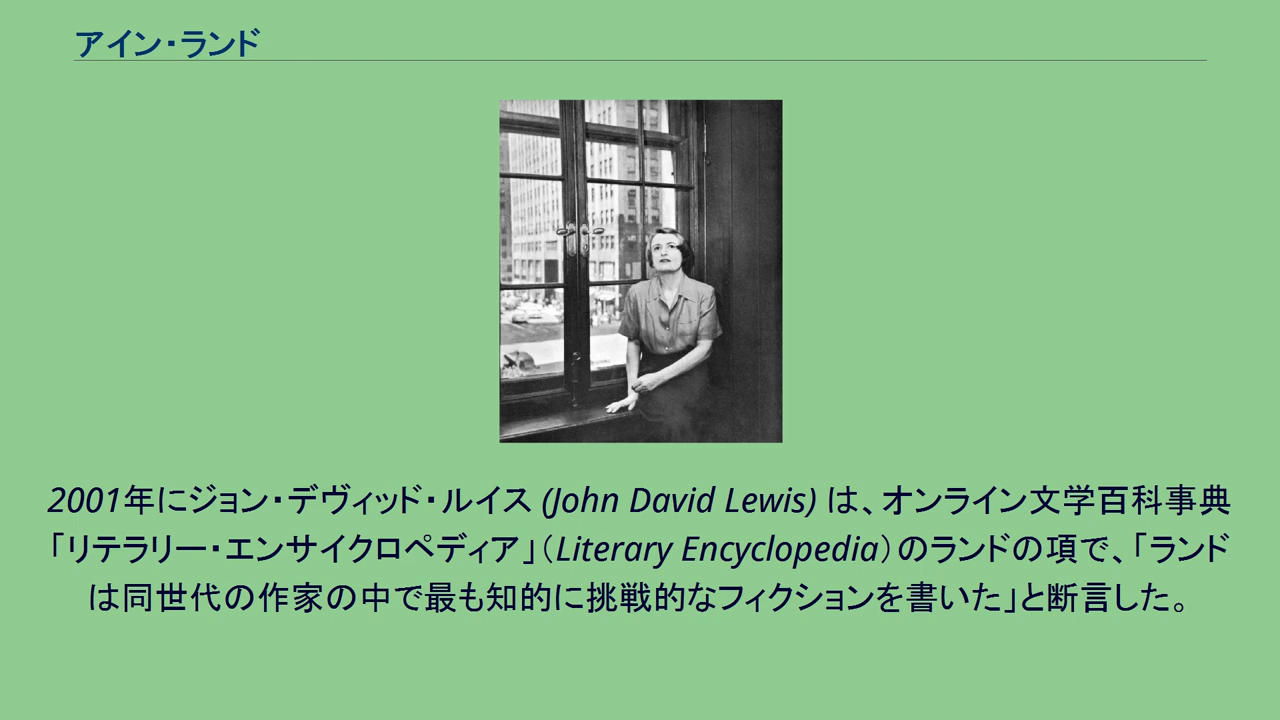 アイン・ランド
2001年にジョン・デヴィッド・ルイス (John David Lewis) は、オンライン文学百科事典
「リテラリー・エンサイクロペディア」（Literary Encyclopedia）のランドの項で、「ランド
は同世代の作家の中で最も知的に挑戦的なフィクションを書いた」と断言した。